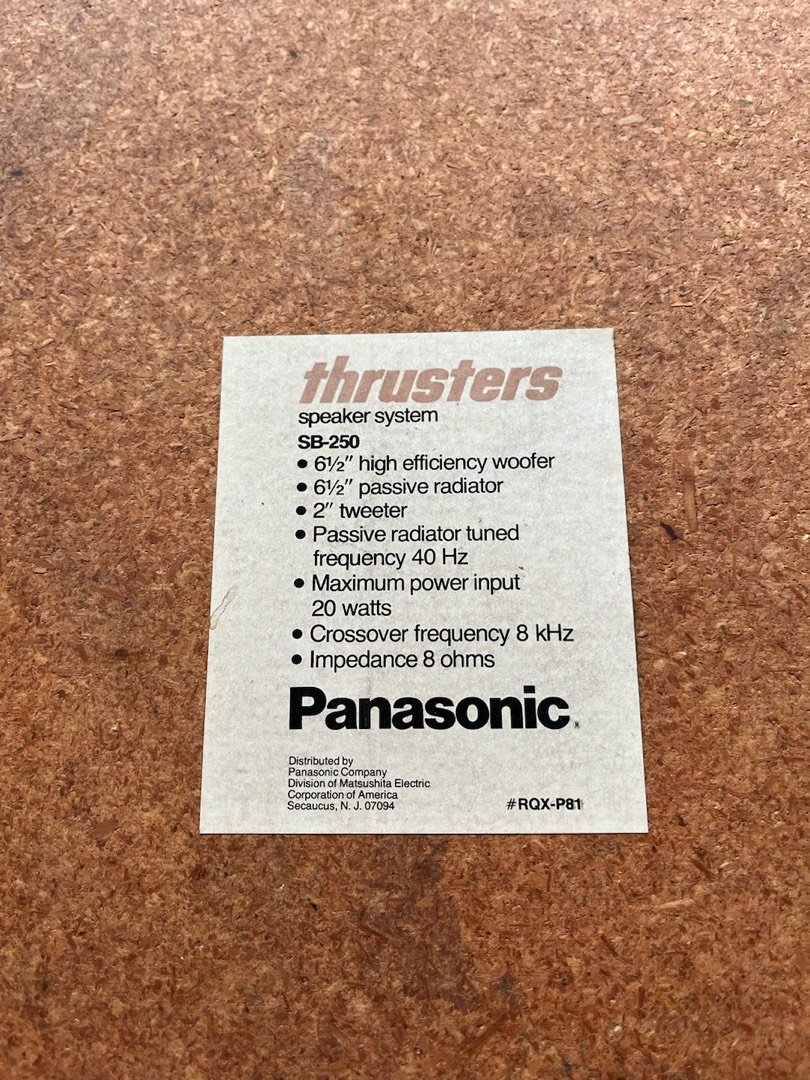 thrusters
speaker system
SB-250
• 6½″ high efficiency woofer
• 6½″ passive radiator
• 2″ tweeter
• Passive radiator tuned
frequency 40 Hz
• Maximum power input
20 watts
• Crossover frequency 8 kHz
• Impedance 8 ohms
Panasonic®
Distributed by
Panasonic Company
Division of Matsushita Electric
Corporation of America
Secaucus, N. J. 07094
#RQX-P81